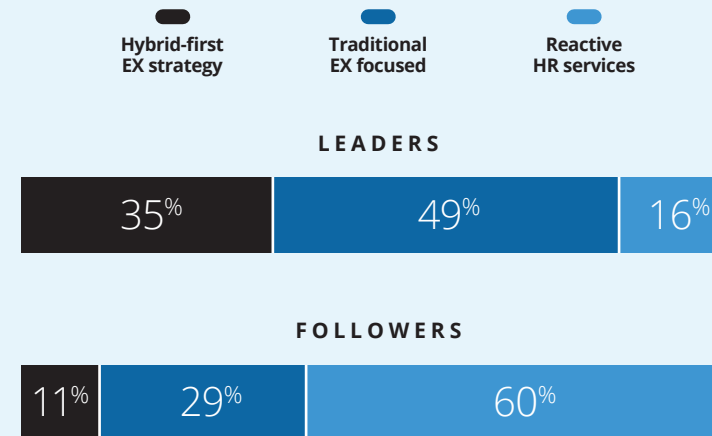 Hybrid-first
EX strategy
Traditional
EX focused
Reactive
HR services
LEADERS
35%
49%
16%
FOLLOWERS
11%
29%
60%